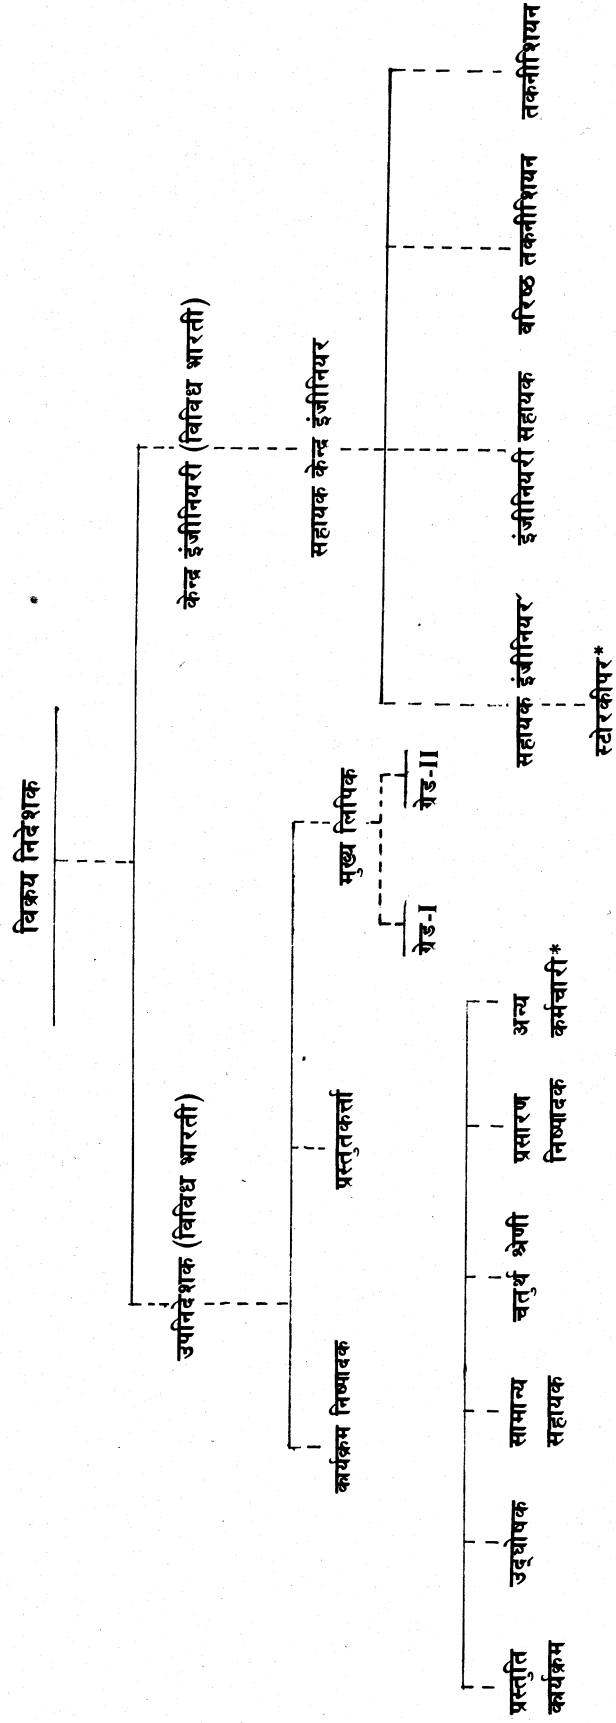 विक्रय निदेशक
उपनिदेशक (विविध भारती)
केन्द्र इंजीनियरी (विविध भारती)
कार्यक्रम निष्पादक
प्रस्तुतकर्त्ता
मुख्य लिपिक
सहायक केन्द्र इंजीनियर
ग्रेड-I
ग्रेड-II
प्रस्तुति
कार्यक्रम
उद्घोषक
सामान्य
सहायक
चतुर्थ श्रेणी
प्रसारण
निष्पादक
अन्य
कर्मचारी*
सहायक इंजीनियर
इंजीनियरी सहायक
वरिष्ठ तकनीशियन
तकनीशियन
स्टोरकीपर*